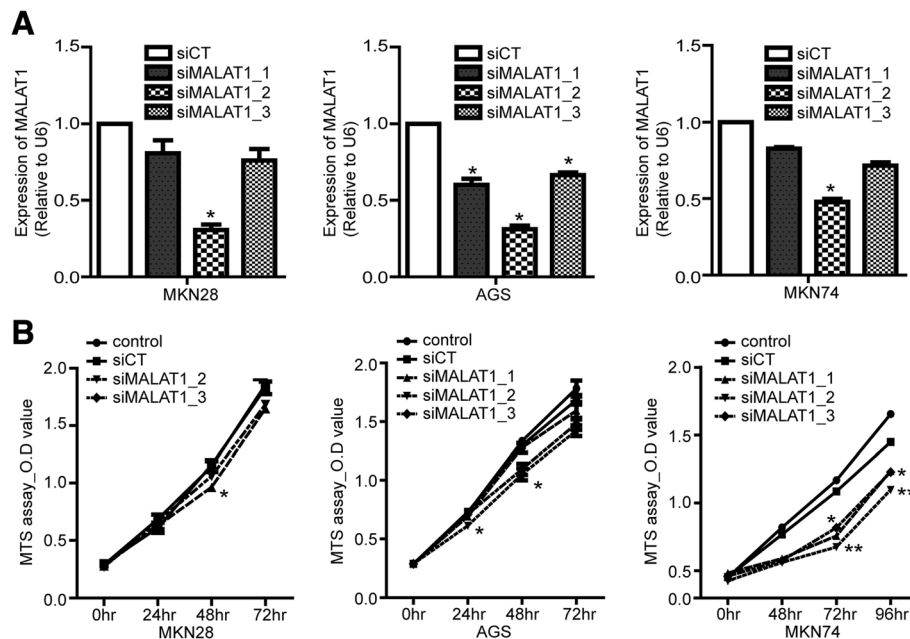 A
Expression of MALAT1
(Relative to U6)
1.5
1.0
0.5
0.0
siCT
siMALAT1_1
siMALAT1_2
siMALAT1_3
*
MKN28
Expression of MALAT1
(Relative to U6)
1.5
1.0
0.5
0.0
siCT
siMALAT1_1
siMALAT1_2
siMALAT1_3
* * *
AGS
Expression of MALAT1
(Relative to U6)
1.5
1.0
0.5
0.0
siCT
siMALAT1_1
siMALAT1_2
siMALAT1_3
*
MKN74
B
MTS assay_O.D value
2.0
1.5
1.0
0.5
0.0
control
siCT
siMALAT1_2
siMALAT1_3
*
0hr 24hr 48hr 72hr
MKN28
MTS assay_O.D value
2.0
1.5
1.0
0.5
0.0
control
siCT
siMALAT1_1
siMALAT1_2
siMALAT1_3
* *
0hr 24hr 48hr 72hr
AGS
MTS assay_O.D value
2.0
1.5
1.0
0.5
0.5
control
siCT
siMALAT1_1
siMALAT1_2
siMALAT1_3
* *
** **
0hr 48hr 72hr 96hr
MKN74